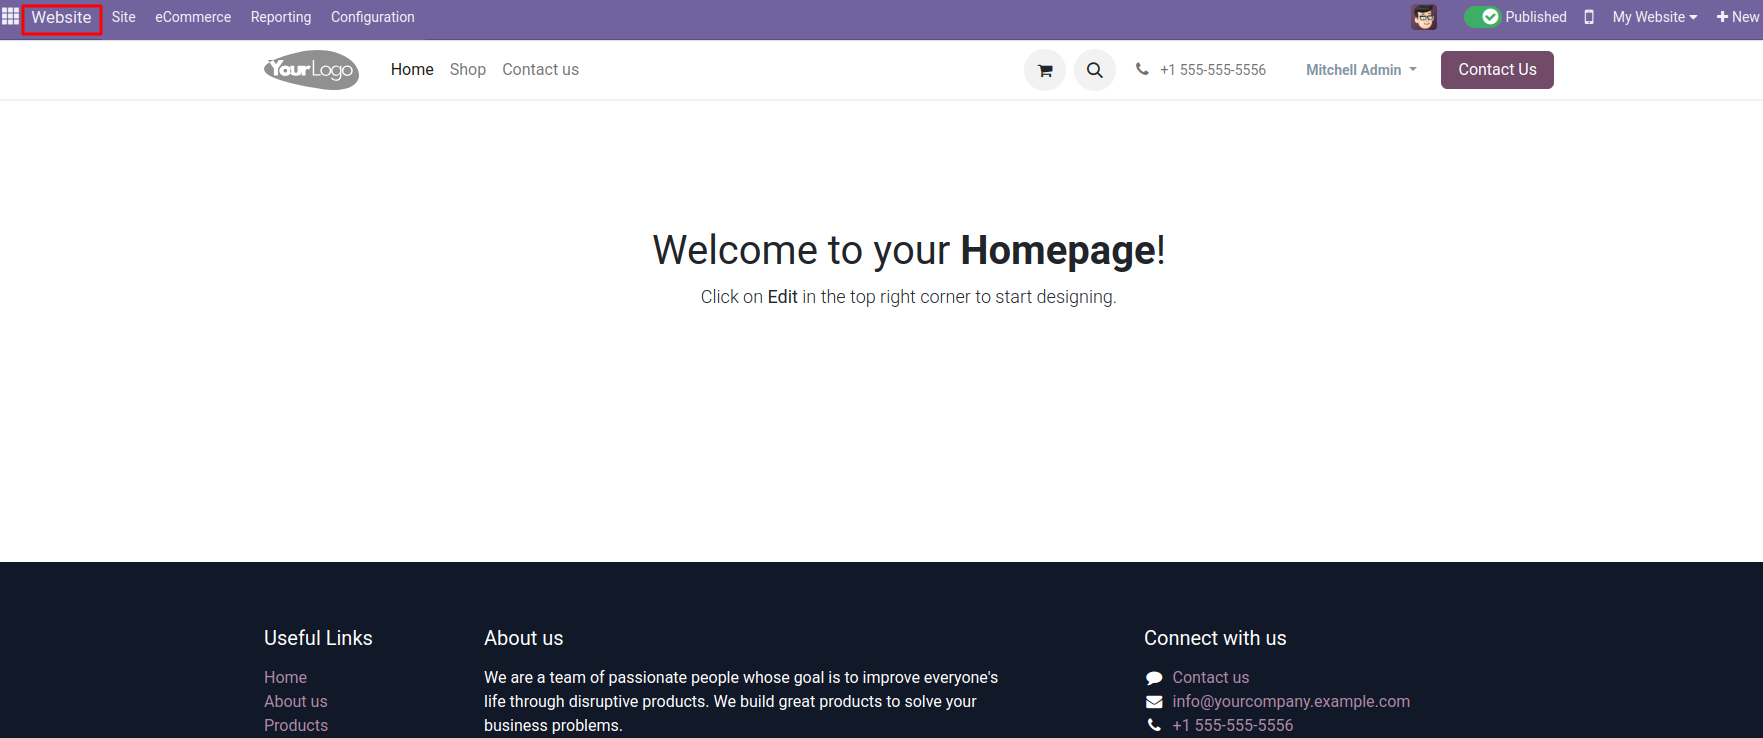 Website Site eCommerce Reporting Configuration Published My Website New
YourLogo Home Shop Contact us +1 555-555-5556 Mitchell Admin Contact Us
Welcome to your Homepage!
Click on Edit in the top right corner to start designing.
Useful Links
Home
About us
Products
About us
We are a team of passionate people whose goal is to improve everyone's
life through disruptive products. We build great products to solve your
business problems.
Connect with us
Contact us
info@yourcompany.example.com
+1 555-555-5556